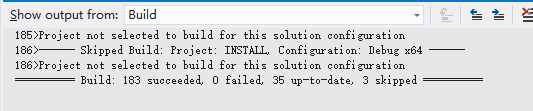 Show output from: Build
185>Project not selected to build for this solution configuration
186>------ Skipped Build: Project: INSTALL, Configuration: Debug x64 ------
186>Project not selected to build for this solution configuration
========== Build: 183 succeeded, 0 failed, 35 up-to-date, 3 skipped ==========